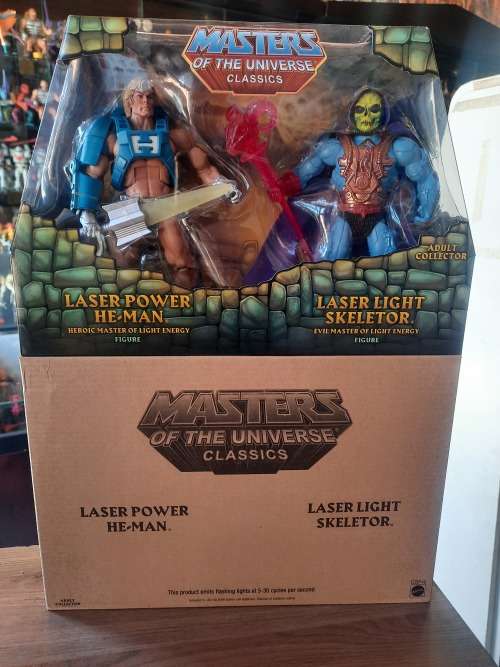 MASTERS
OF THE UNIVERSE
CLASSICS
H
ADULT
COLLECTOR
LASER POWER
HE-MAN
HEROIC MASTER OF LIGHT ENERGY
FIGURE
LASER LIGHT
SKELETOR
EVIL MASTER OF LIGHT ENERGY
FIGURE
MASTERS
OF THE UNIVERSE
CLASSICS
LASER POWER
HE-MAN.
LASER LIGHT
SKELETOR.
This product emits flashing lights at 5-30 cycles per second
ADULT
COLLECTOR